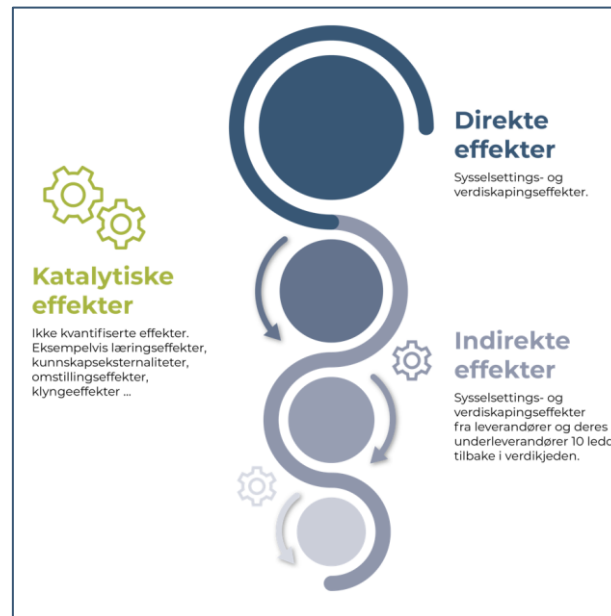 Direkte
effekter
Sysselsettings- og
verdiskapingseffekter.
Katalytiske
effekter
Ikke kvantifiserte effekter.
Eksempelvis læringseffekter,
kunnskapseksternaliteter,
omstillingseffekter,
klyngeeffekter ...
Indirekte
effekter
Sysselsettings- og
verdiskapingseffekter
fra leverandører og deres
underleverandører 10 ledd
tilbake i verdikjeden.